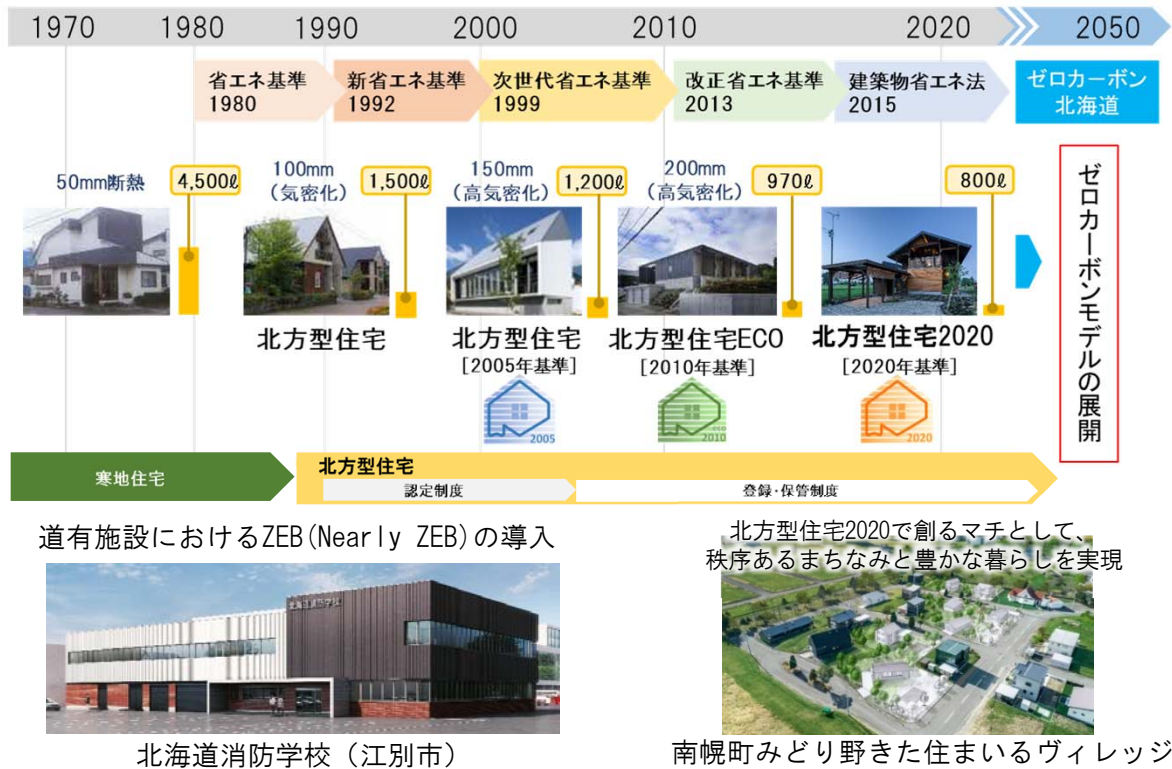 1970
1980
1990
2000
2010
2020
2050
省エネ基準
1980
新省エネ基準
1992
次世代省エネ基準
1999
改正省エネ基準
2013
建築物省エネ法
2015
ゼロカーボン
北海道
50mm断熱
4,500ℓ
100mm
(気密化)
1,500ℓ
150mm
(高気密化)
1,200ℓ
200mm
(高気密化)
970ℓ
800ℓ
ゼロカーボンモデルの展開
北方型住宅
北方型住宅
[2005年基準]
2005
北方型住宅ECO
[2010年基準]
eco
2010
北方型住宅2020
[2020年基準]
2020
寒地住宅
北方型住宅
認定制度
登録・保管制度
道有施設におけるZEB(Nearly ZEB)の導入
北海道消防学校
北海道消防学校（江別市）
北方型住宅2020で創るマチとして、
秩序あるまちなみと豊かな暮らしを実現
南幌町みどり野きた住まいるヴィレッジ